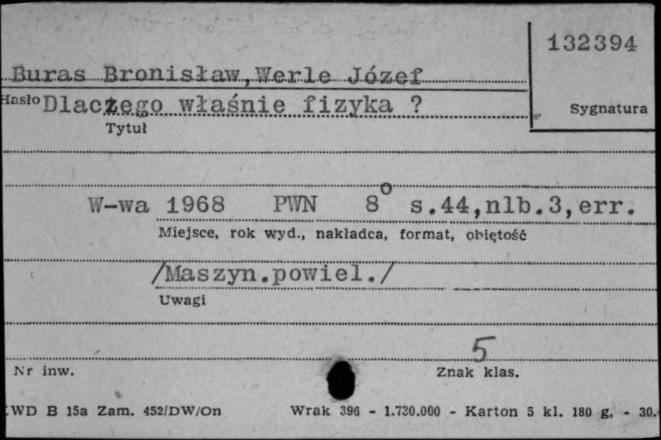 132394
Buras Bronisław,Werle Józef
Hasło Dlaczego właśnie fizyka ? Sygnatura
Tytuł
W-wa 1968 PWN 8° s.44,nlb.3,err.
Miejsce, rok wyd., nakładca, format, objętość
/Maszyn.powiel./
Uwagi
5
Nr inw. Znak klas.
WD B 15a Zam. 452/DW/On Wrak 396 - 1.730.000 - Karton 5 kl. 180 g, - 30.